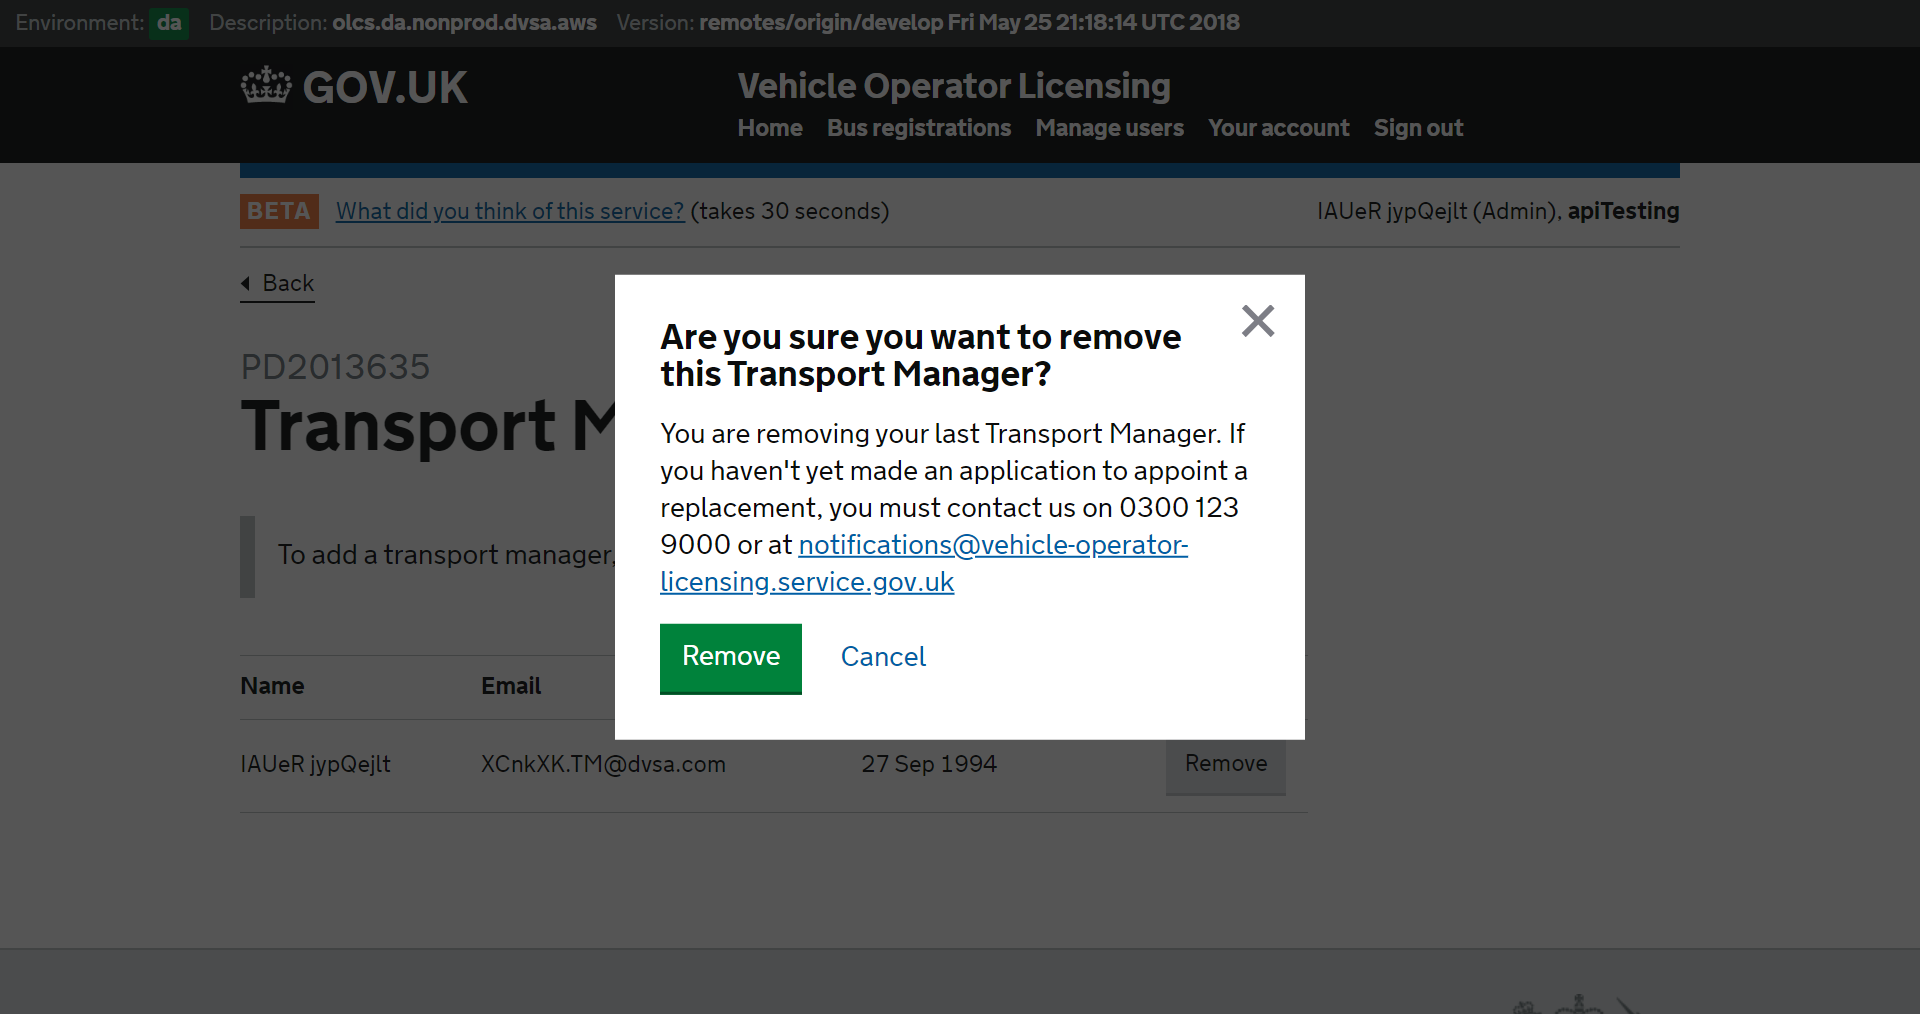 Environment: da Description: olcs.da.nonprod.dvsa.aws Version: remotes/origin/develop Fri May 25 21:18:14 UTC 2018
GOV.UK
Vehicle Operator Licensing
Home Bus registrations Manage users Your account Sign out
BETA What did you think of this service? (takes 30 seconds) IAUeR jypQejlt (Admin), apiTesting
Back
PD2013635
Transport M
To add a transport manager,
Are you sure you want to remove
this Transport Manager?
You are removing your last Transport Manager. If
you haven't yet made an application to appoint a
replacement, you must contact us on 0300 123
9000 or at notifications@vehicle-operator-
licensing.service.gov.uk
Remove Cancel
Name Email
IAUeR jypQejlt XCnkXK.TM@dvsa.com 27 Sep 1994 Remove